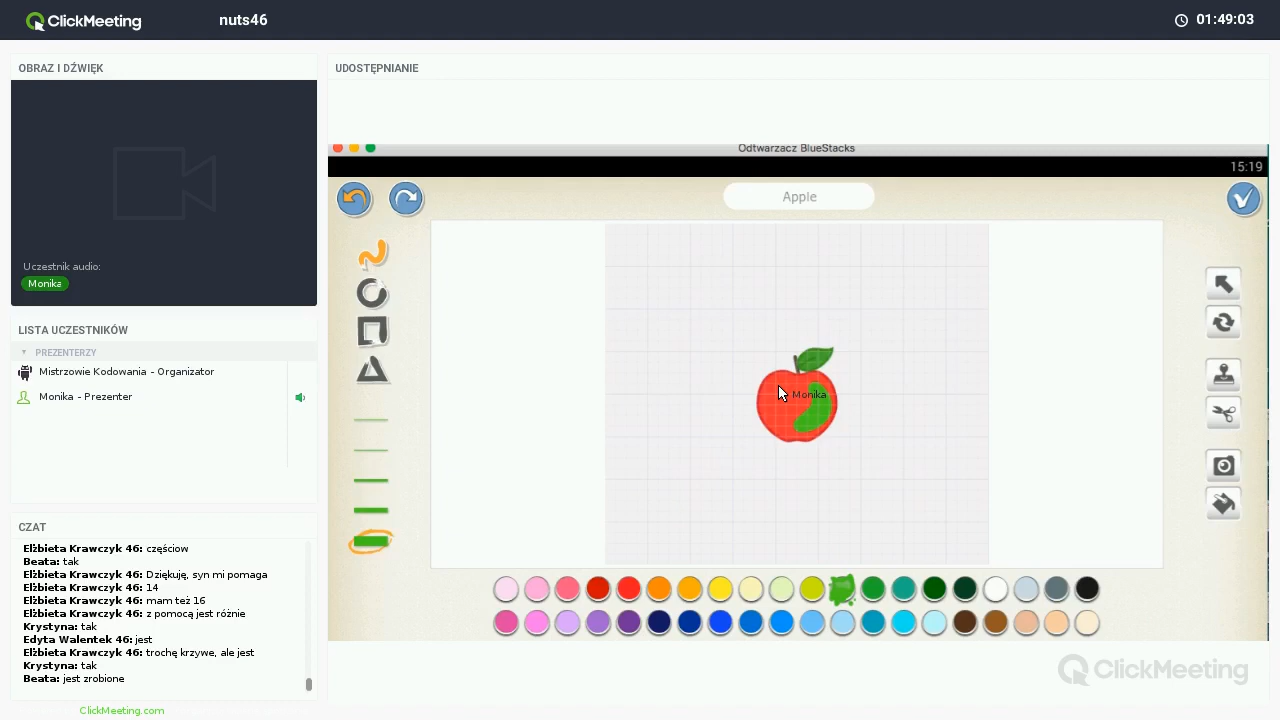 ClickMeeting
nuts46
01:49:03
OBRAZ I DŹWIĘK
Uczestnik audio:
Monika
LISTA UCZESTNIKÓW
PREZENTERZY
Mistrzowie Kodowania - Organizator
Monika - Prezenter
CZAT
Elżbieta Krawczyk 46: częściow
Beata: tak
Elżbieta Krawczyk 46: Dziękuję, syn mi pomaga
Elżbieta Krawczyk 46: 14
Elżbieta Krawczyk 46: mam też 16
Elżbieta Krawczyk 46: z pomocą jest różnie
Krystyna: tak
Edyta Walentek 46: jest
Elżbieta Krawczyk 46: trochę krzywe, ale jest
Krystyna: tak
Beata: jest zrobione
ClickMeeting.com
UDOSTĘPNIANIE
Odtwarzacz BlueStacks
15:19
Apple
Monika
ClickMeeting